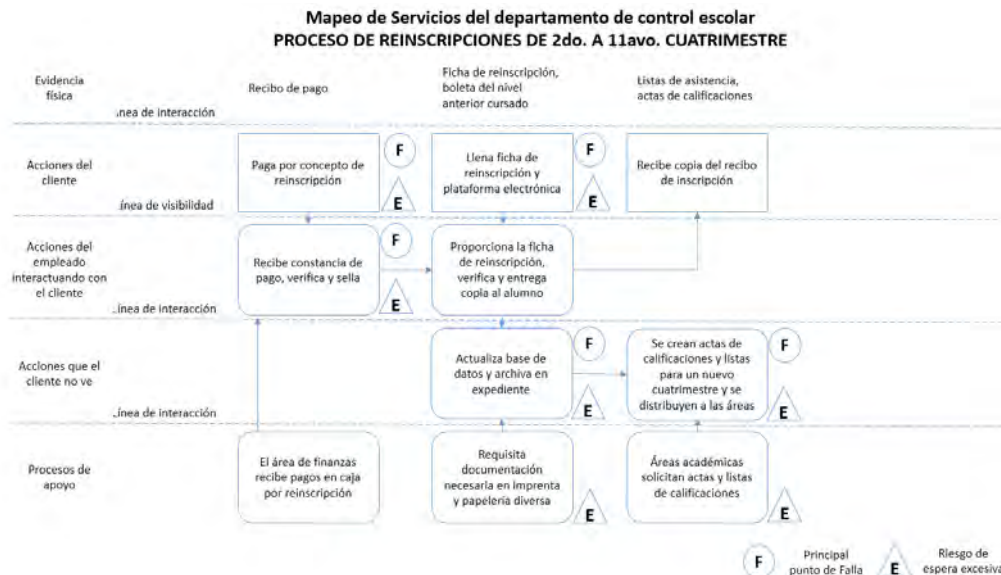 Mapeo de Servicios del departamento de control escolar
PROCESO DE REINSCRIPCIONES DE 2do. A 11avo. CUATRIMESTRE
Evidencia
física
Recibo de pago
Ficha de reinscripción,
boleta del nivel
anterior cursado
Listas de asistencia,
actas de calificaciones
ínea de interacción
Acciones del
cliente
Paga por concepto de
reinscripción
F
E
Llena ficha de
reinscripción y
plataforma electrónica
F
E
Recibe copia del recibo
de inscripción
ínea de visibilidad
Acciones del
empleado
interactuando con
el cliente
Recibe constancia de
pago, verifica y sella
F
E
Proporciona la ficha
de reinscripción,
verifica y entrega
copia al alumno
Línea de interacción
Acciones que el
cliente no ve
Actualiza base de
datos y archiva en
expediente
F
E
Se crean actas de
calificaciones y listas
para un nuevo
cuatrimestre y se
distribuyen a las áreas
F
E
Línea de interacción
Procesos de
apoyo
El área de finanzas
recibe pagos en caja
por reinscripción
Requisita
documentación
necesaria en imprenta
y papelería diversa
E
Áreas académicas
solicitan actas y listas
de calificaciones
E
F
Principal
punto de Falla
E
Riesgo de
espera excesiva